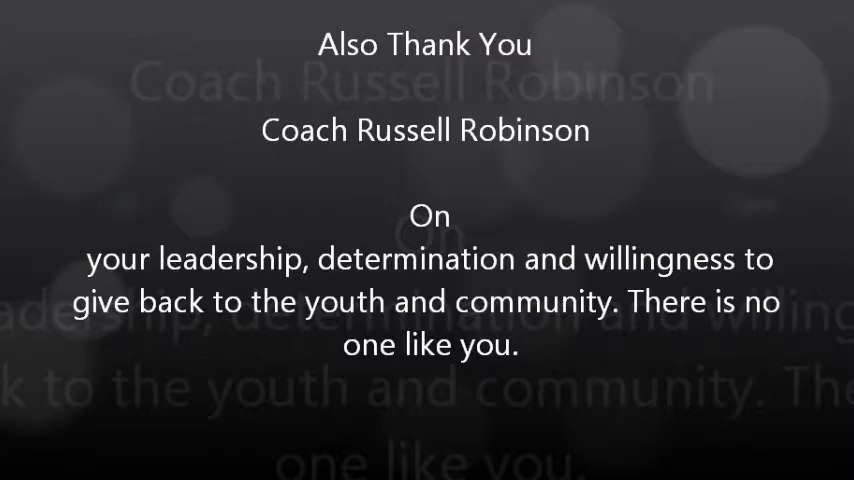 Also Thank You
Coach Russell Robinson
On
your leadership, determination and willingness to
give back to the youth and community. There is no
one like you.